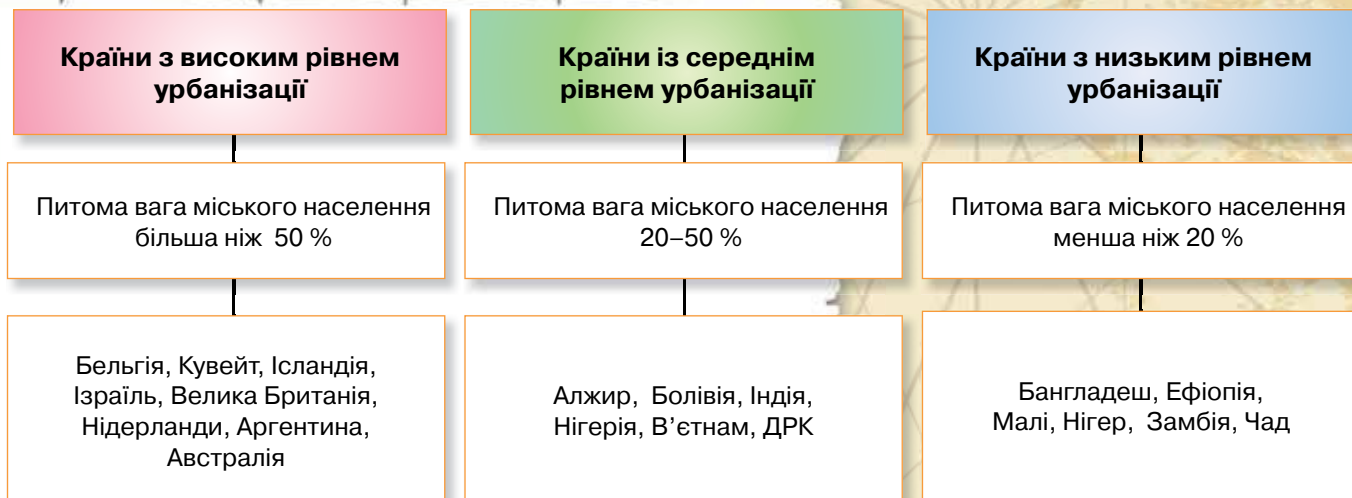 Країни з високим рівнем
урбанізації
Питома вага міського населення
більша ніж 50 %
Бельгія, Кувейт, Ісландія,
Ізраїль, Велика Британія,
Нідерланди, Аргентина,
Австралія
Країни із середнім
рівнем урбанізації
Питома вага міського населення
20–50 %
Алжир, Болівія, Індія,
Нігерія, В’єтнам, ДРК
Країни з низьким рівнем
урбанізації
Питома вага міського населення
менша ніж 20 %
Бангладеш, Ефіопія,
Малі, Нігер, Замбія, Чад